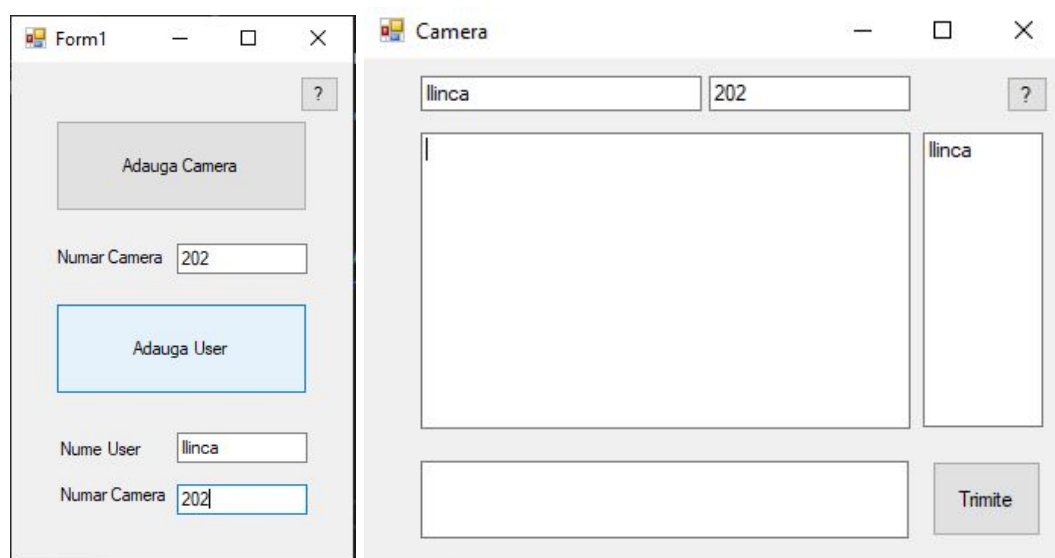 Form1
?
Adauga Camera
Numar Camera 202
Adauga User
Nume User Ilinca
Numar Camera 202
Camera
Ilinca 202 ?
Ilinca
Trimite